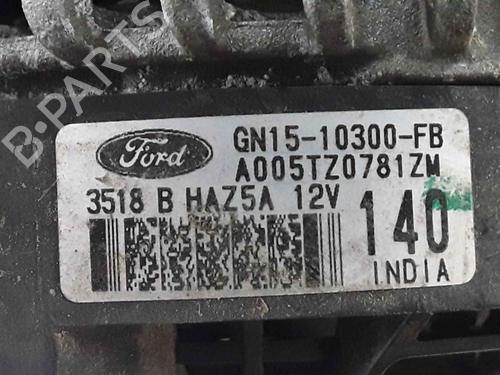 B-PARTS
Ford
GN15-10300-FB
A005TZ0781ZM
3518 B HAZ5A 12V
140
INDIA